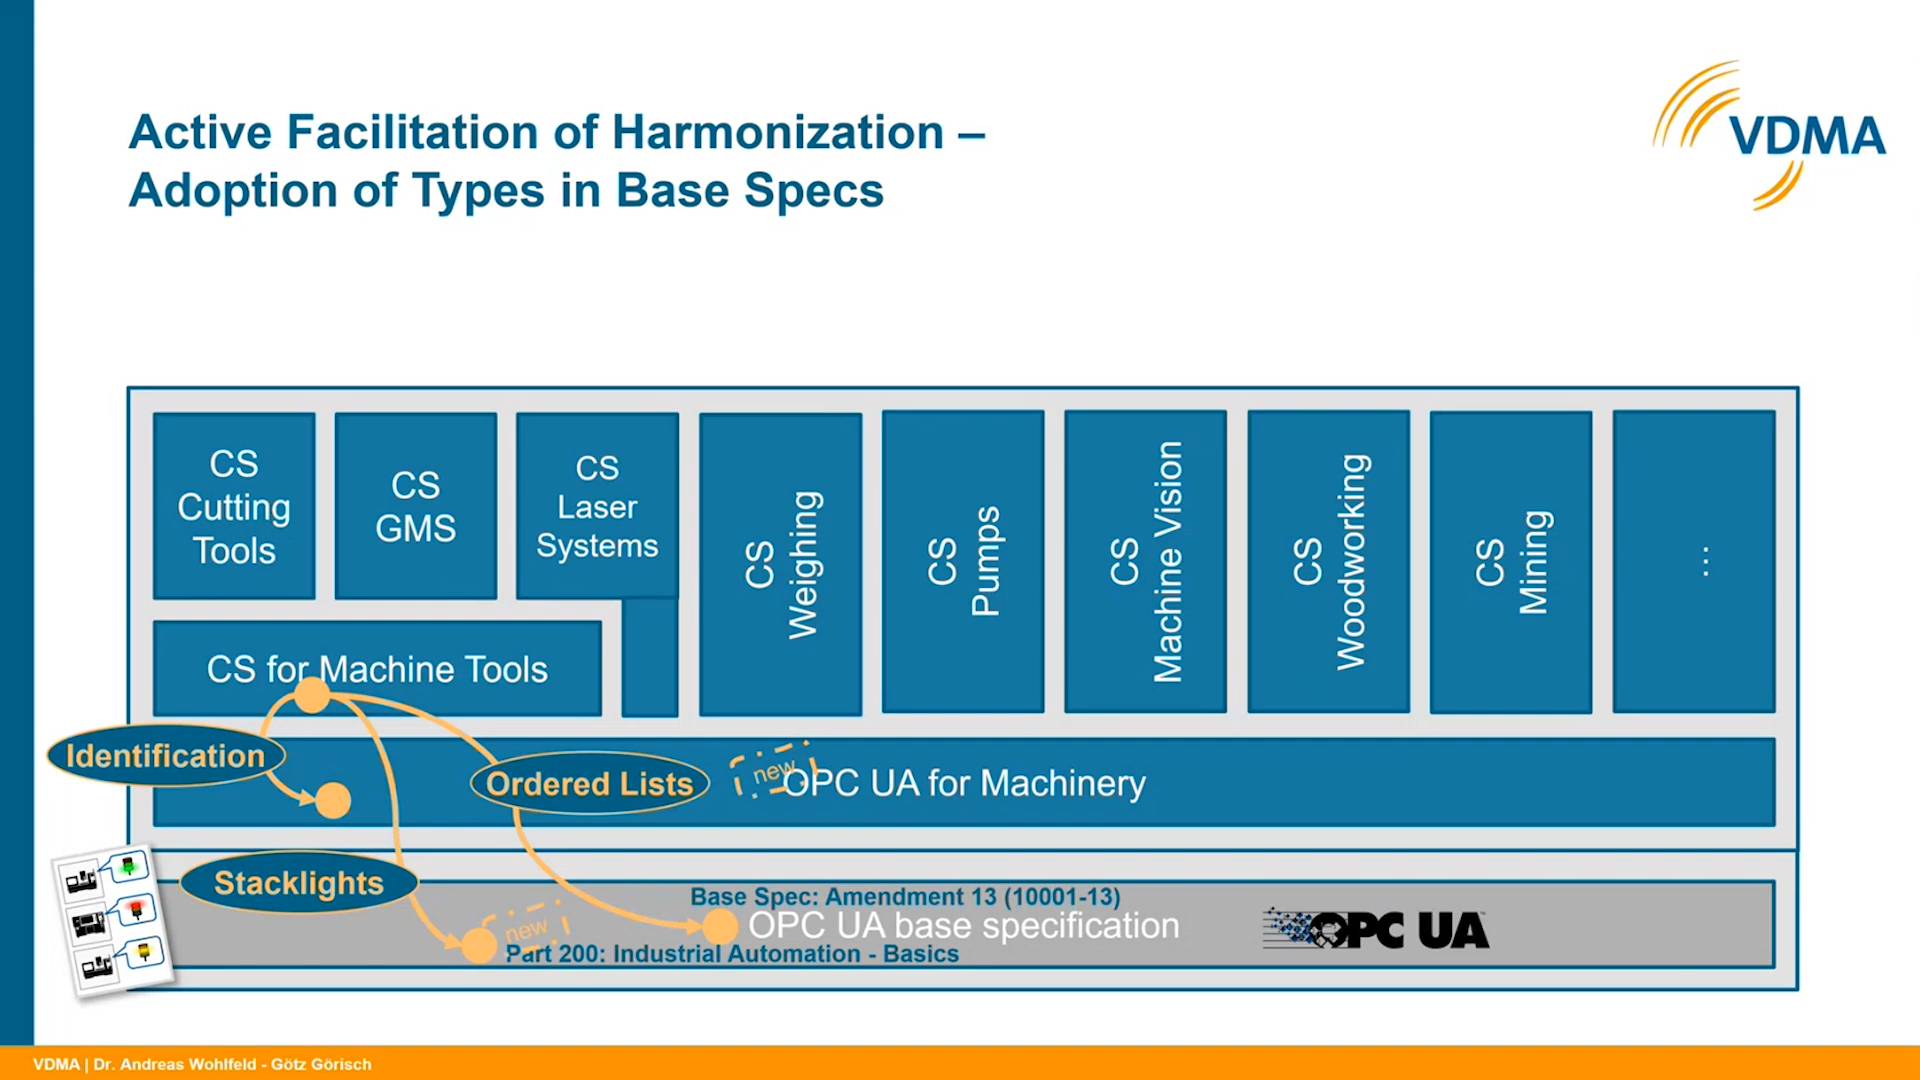 Active Facilitation of Harmonization –
Adoption of Types in Base Specs
VDMA
CS
Cutting
Tools
CS
GMS
CS
Laser
Systems
CS
Weighing
CS
Pumps
CS
Machine Vision
CS
Woodworking
CS
Mining
...
CS for Machine Tools
Identification
Ordered Lists
new
OPC UA for Machinery
Stacklights
Base Spec: Amendment 13 (10001-13)
new
OPC UA base specification
OPC UA
Part 200: Industrial Automation - Basics
VDMA | Dr. Andreas Wohlfeld - Götz Görisch